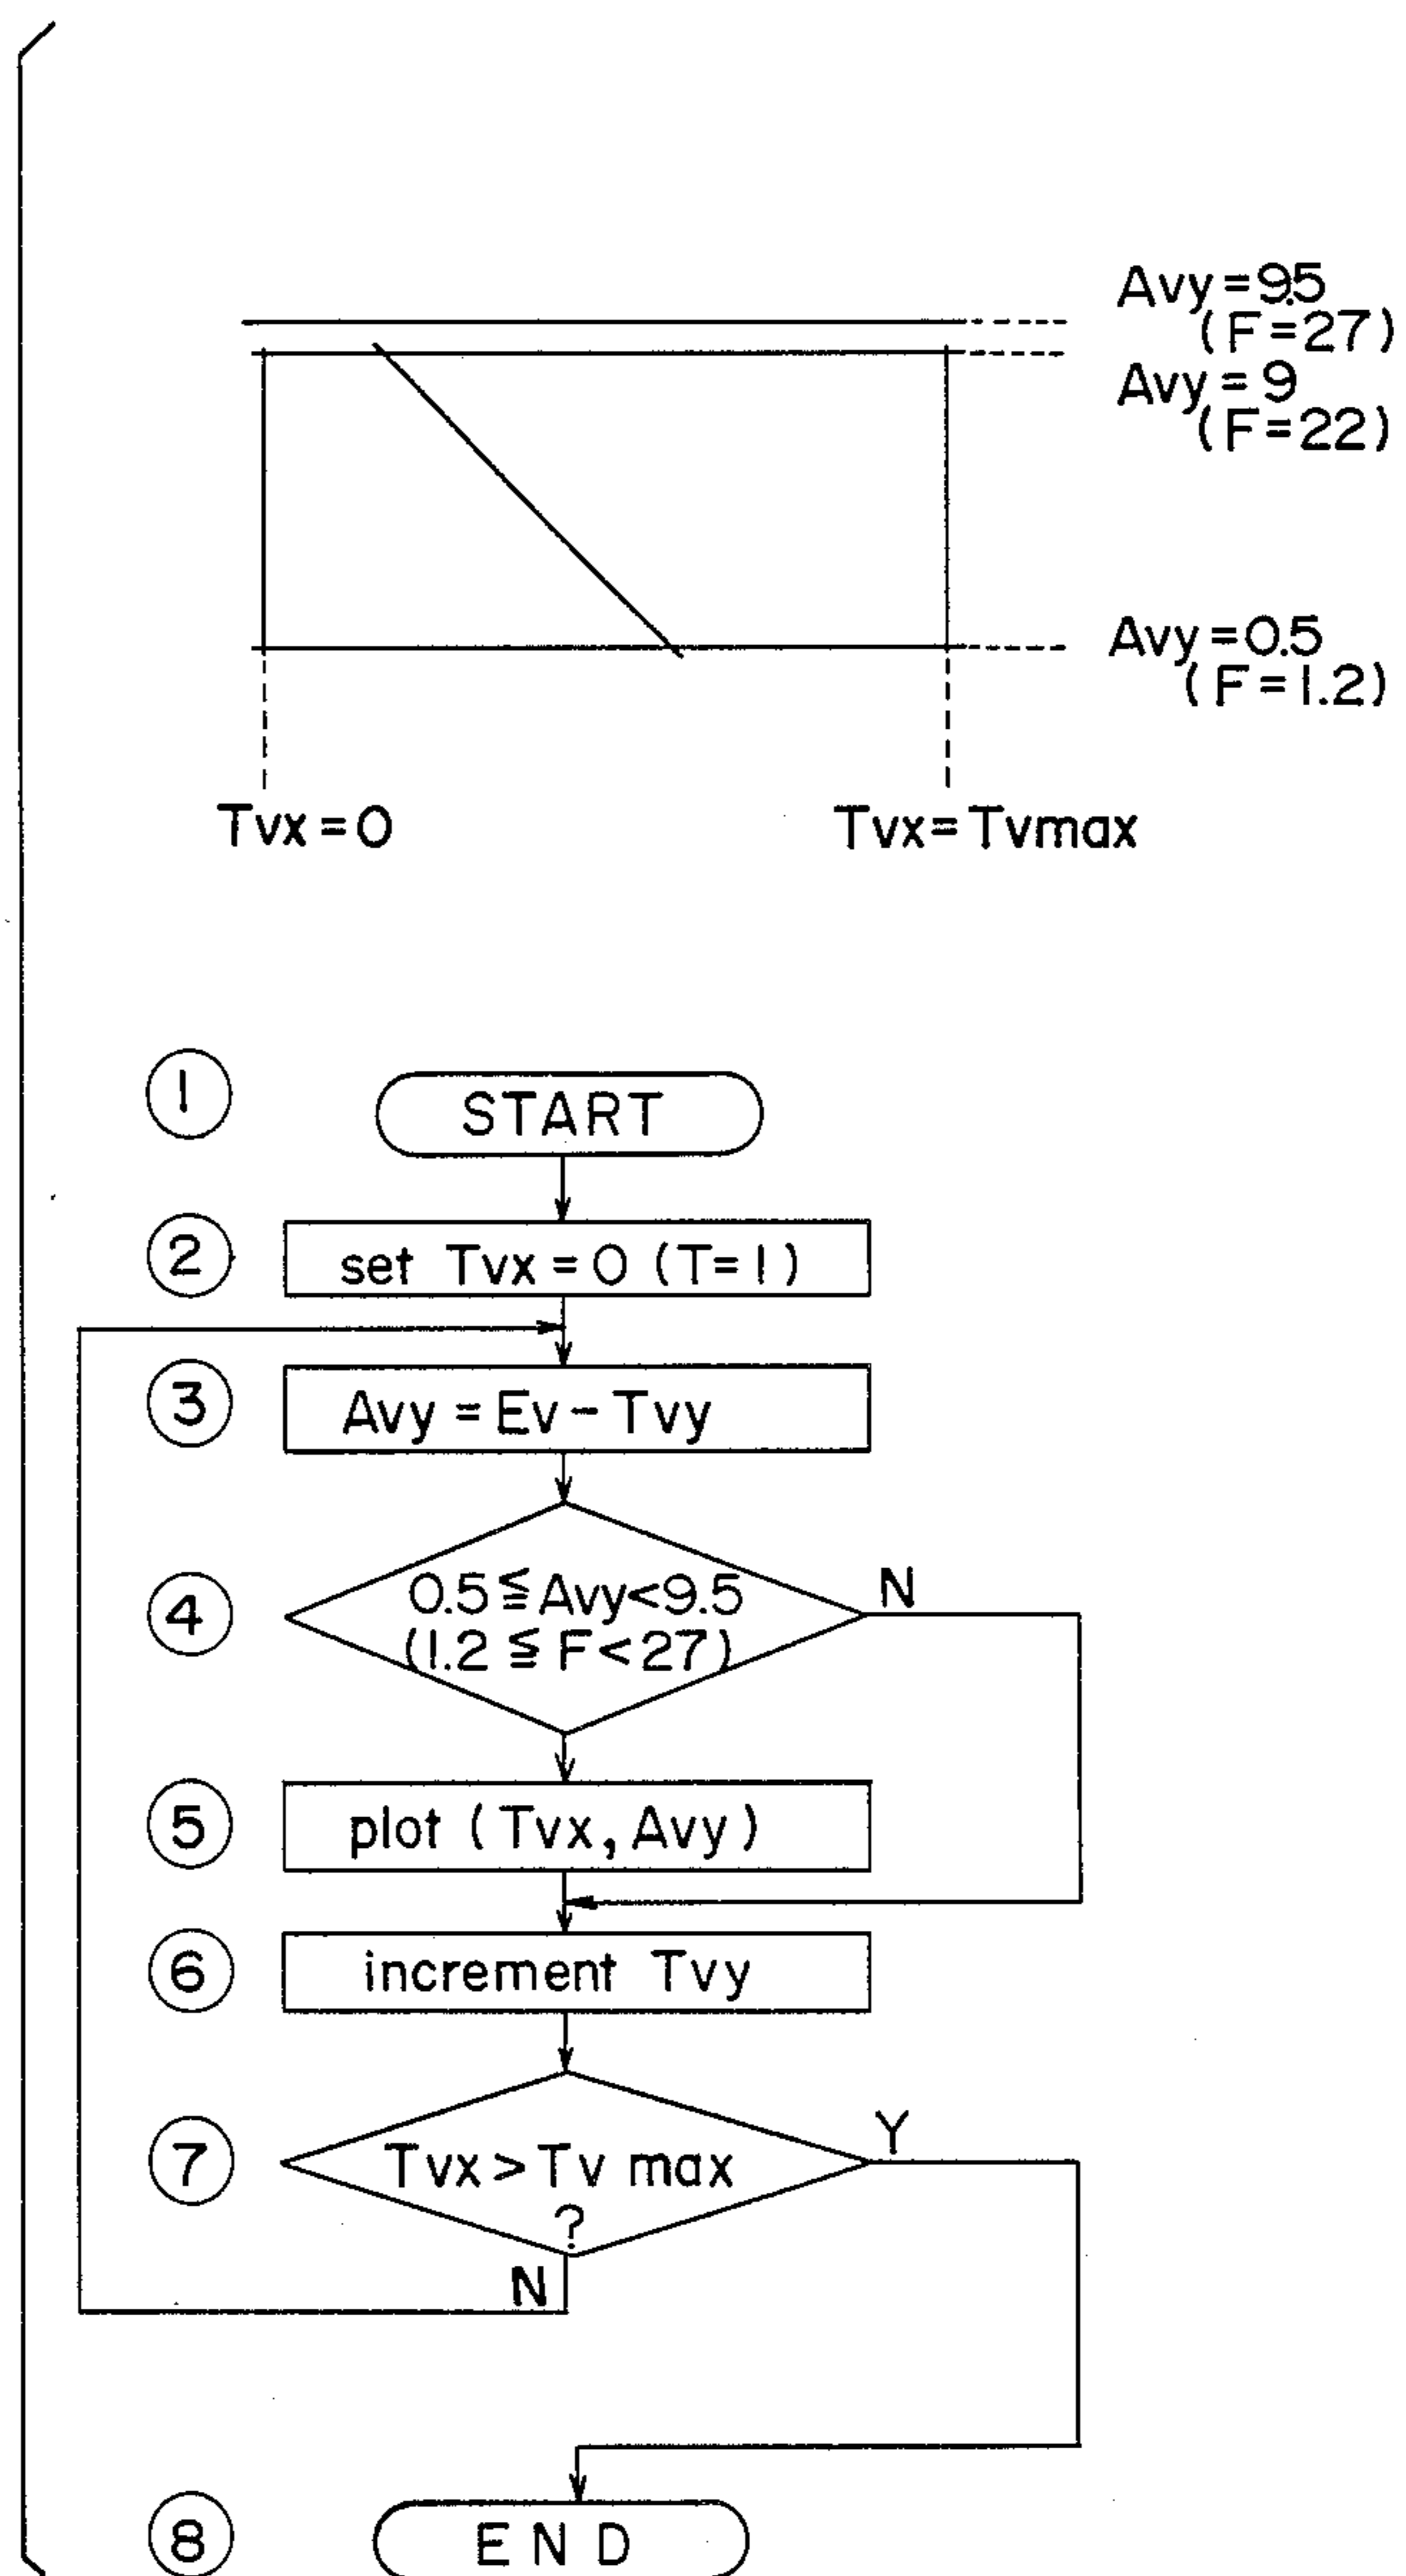 Avy=9.5
(F=27)
Avy=9
(F=22)
Avy=0.5
(F=1.2)
Tvx=0
Tvx=Tvmax
1
START
2
set Tvx=0 (T=1)
3
Avy=Ev-Tvy
4
0.5≦Avy<9.5
(1.2≦F<27)
N
5
plot (Tvx,Avy)
6
increment Tvy
7
Tvx>Tv max
?
Y
N
8
END